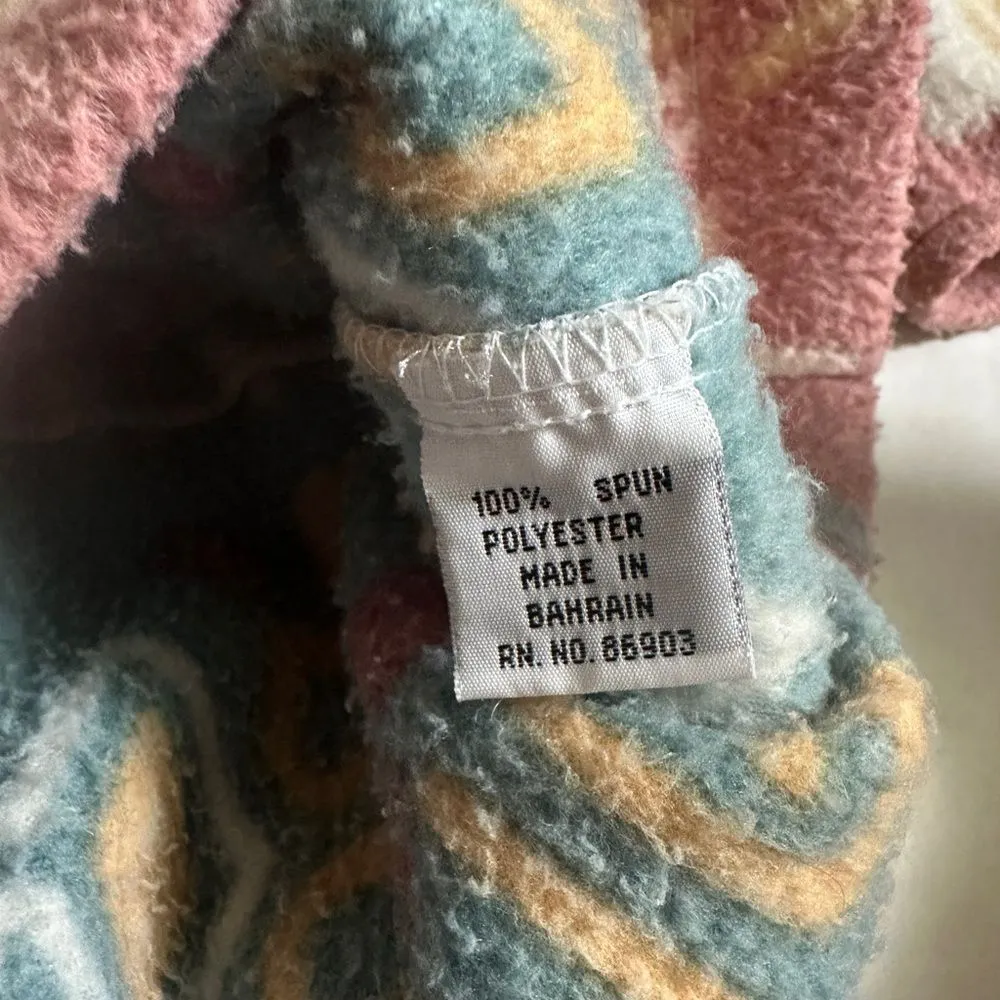 100% SPUN
POLYESTER
MADE IN
BAHRAIN
RN. NO. 86903